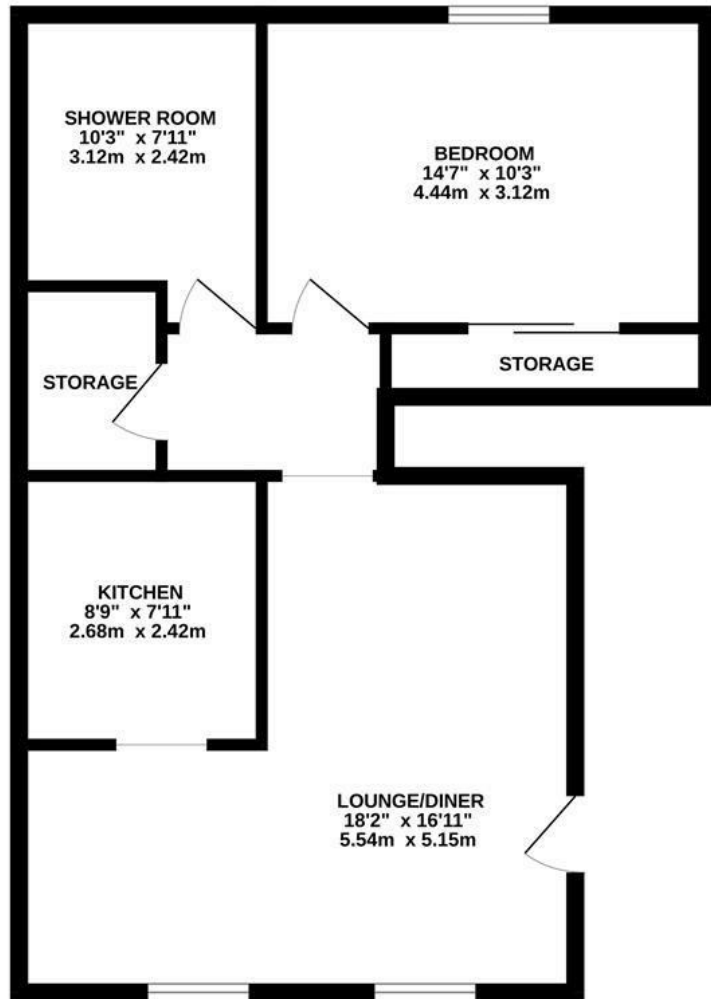 SHOWER ROOM
10'3" x 7'11"
3.12m x 2.42m
BEDROOM
14'7" x 10'3"
4.44m x 3.12m
STORAGE
STORAGE
KITCHEN
8'9" x 7'11"
2.68m x 2.42m
LOUNGE/DINER
18'2" x 16'11"
5.54m x 5.15m